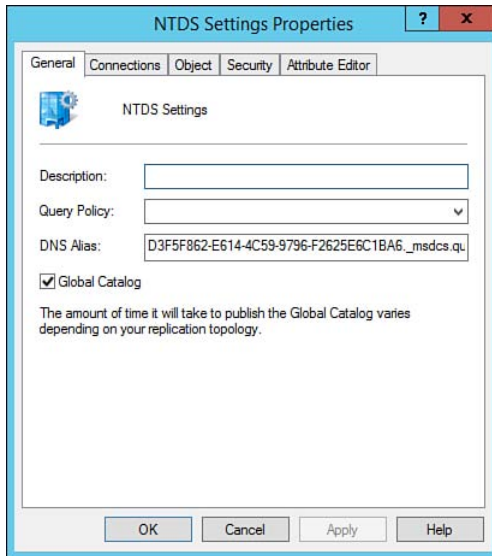 NTDS Settings Properties
? x
General Connections Object Security Attribute Editor
NTDS Settings
Description:
Query Policy:
DNS Alias: D3F5F862-E614-4C59-9796-F2625E6C1BA6._msdcs.qu
Global Catalog
The amount of time it will take to publish the Global Catalog varies
depending on your replication topology.
OK Cancel Apply Help